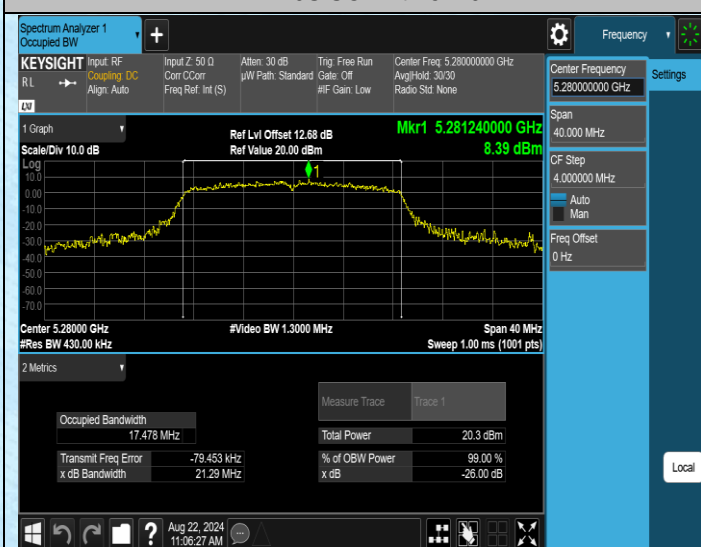 Spectrum Analyzer 1
Occupied BW
Frequency
KEYSIGHT
RL
LXI
Input: RF
Coupling: DC
Align: Auto
Input Z: 50 Ω
Corr CCorr
Freq Ref: Int (S)
Atten: 30 dB
µW Path: Standard
Trig: Free Run
Gate: Off
#IF Gain: Low
Center Freq: 5.280000000 GHz
Avg|Hold: 30/30
Radio Std: None
Center Frequency
5.280000000 GHz
Settings
Span
40.000 MHz
CF Step
4.000000 MHz
Auto
Man
Freq Offset
0 Hz
Local
1 Graph
Scale/Div 10.0 dB
Ref Lvl Offset 12.68 dB
Ref Value 20.00 dBm
Mkr1 5.281240000 GHz
8.39 dBm
Log
10.0
0.00
-10.0
-20.0
-30.0
-40.0
-50.0
-60.0
-70.0
1
Center 5.28000 GHz
#Res BW 430.00 kHz
#Video BW 1.3000 MHz
Span 40 MHz
Sweep 1.00 ms (1001 pts)
2 Metrics
Measure Trace Trace 1
Occupied Bandwidth
17.478 MHz
Total Power 20.3 dBm
Transmit Freq Error -79.453 kHz
% of OBW Power 99.00 %
x dB Bandwidth 21.29 MHz
x dB -26.00 dB
Aug 22, 2024
11:06:27 AM